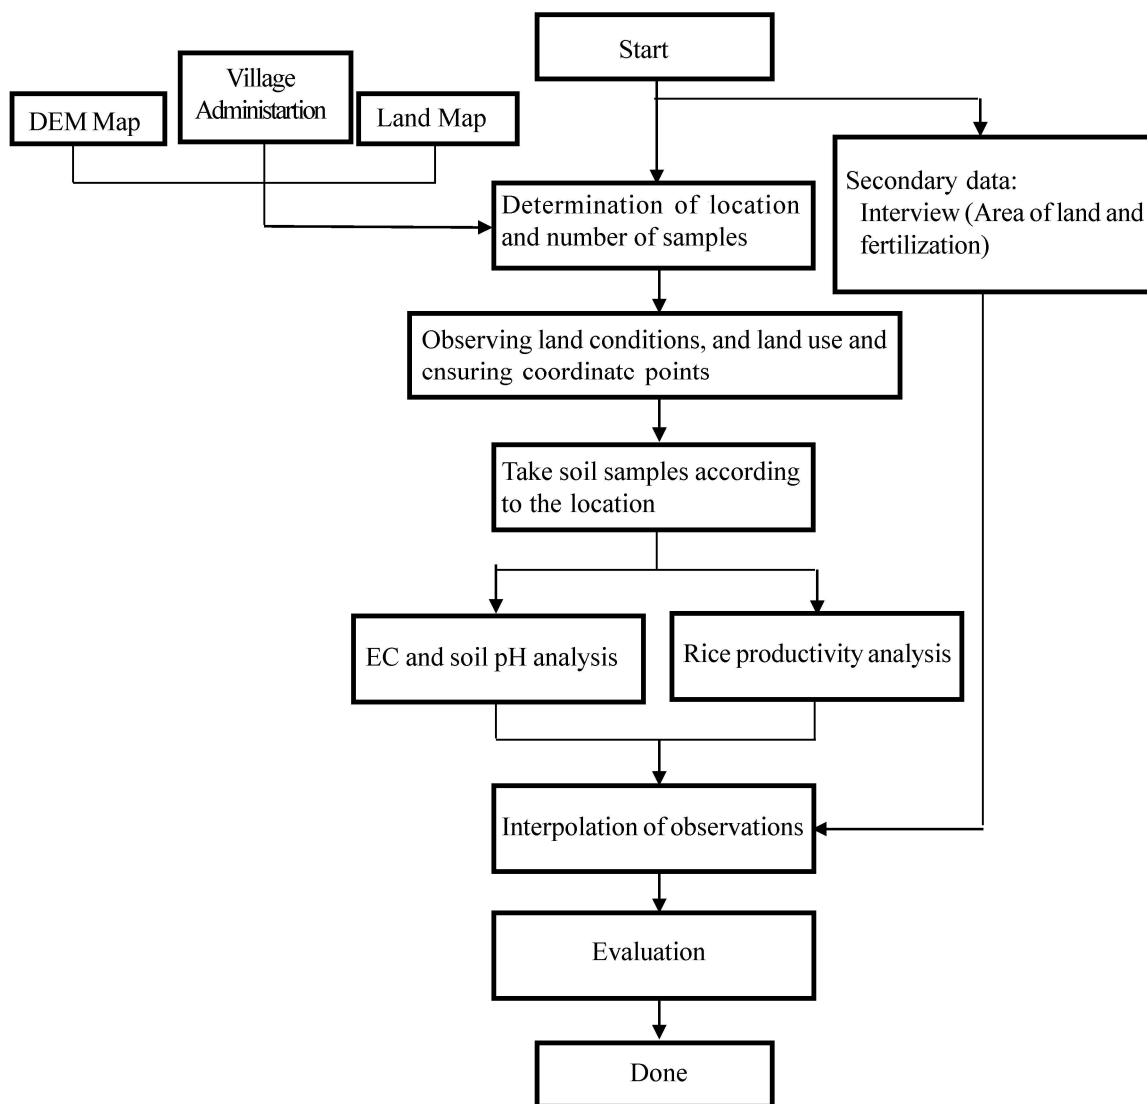 Start
Village
Administartion
DEM Map
Land Map
Secondary data:
Interview (Area of land and
fertilization)
Determination of location
and number of samples
Observing land conditions, and land use and
ensuring coordinate points
Take soil samples according
to the location
EC and soil pH analysis
Rice productivity analysis
Interpolation of observations
Evaluation
Done